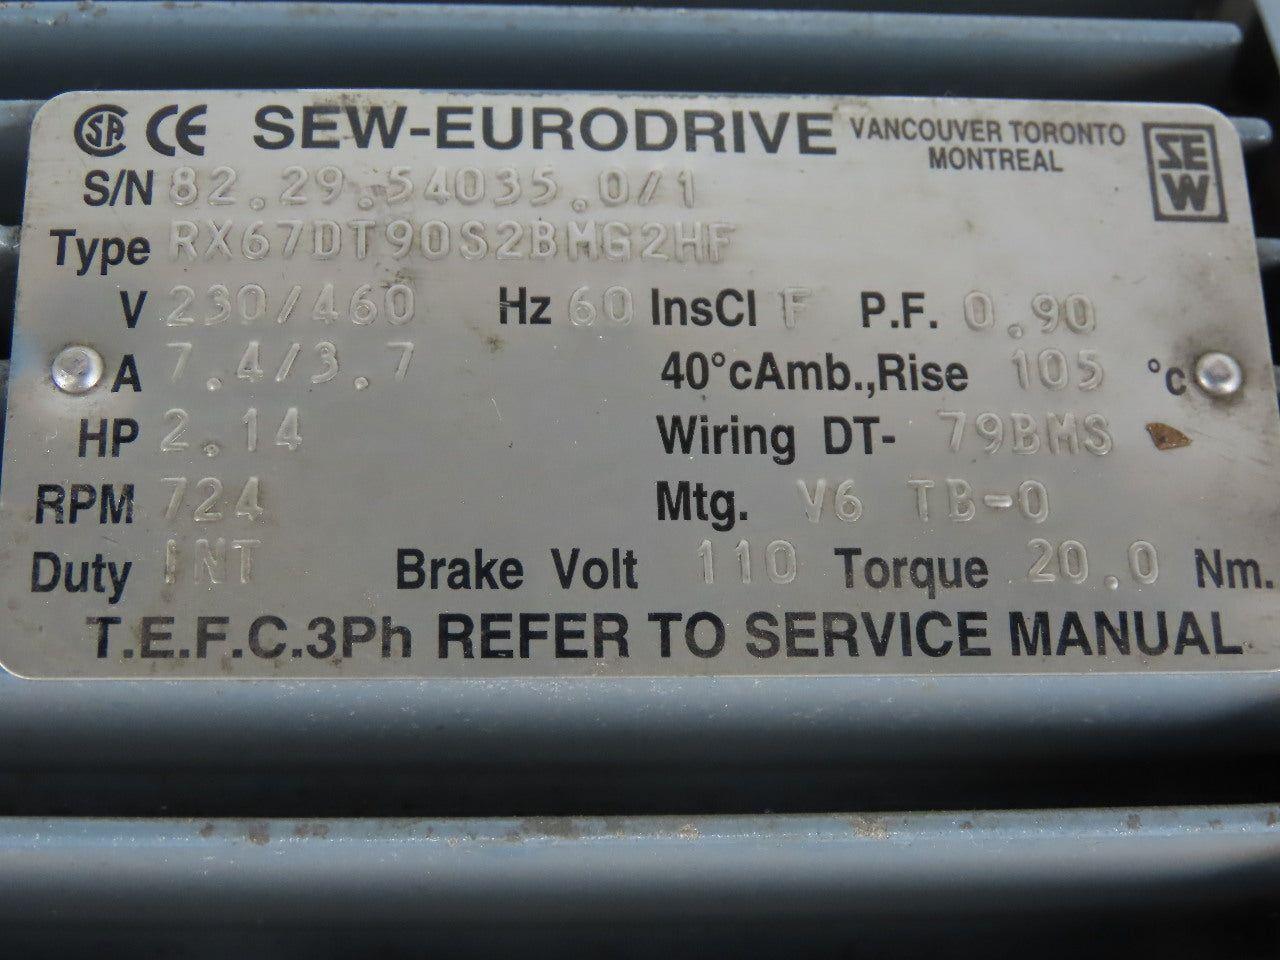 SA CE SEW-EURODRIVE VANCOUVER TORONTO
MONTREAL
SEW
S/N 82.29.54035.0/1
Type RX67DT90S2BMG2HF
V 230/460 Hz 60 InsCl F P.F. 0.90
A 7.4/3.7 40°cAmb.,Rise 105 °c
HP 2.14 Wiring DT- 79BMS
RPM 724 Mtg. V6 TB-0
Duty INT Brake Volt 110 Torque 20.0 Nm.
T.E.F.C.3Ph REFER TO SERVICE MANUAL